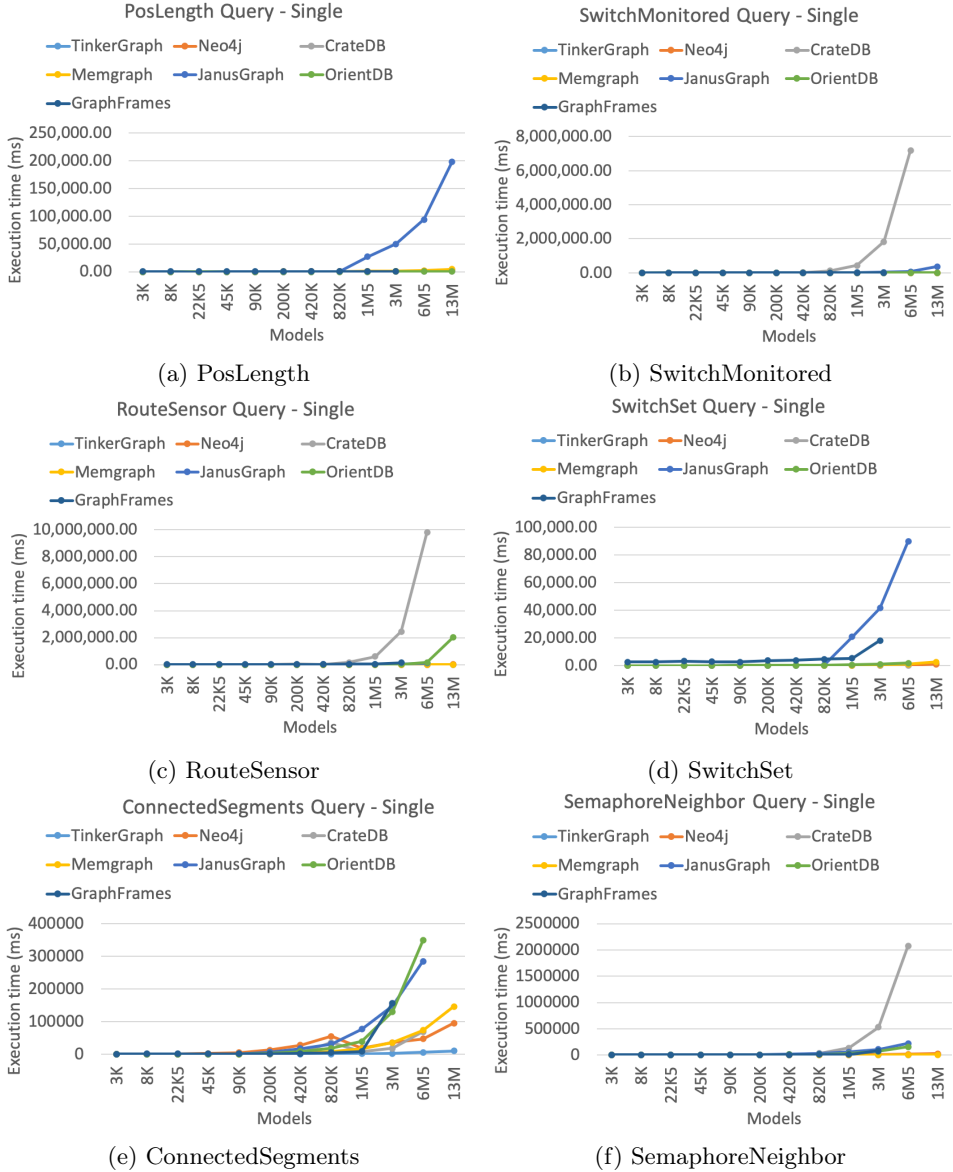 PosLength Query - Single
TinkerGraph Neo4j CrateDB
Memgraph JanusGraph OrientDB
GraphFrames
Execution time (ms)
250,000.00
200,000.00
150,000.00
100,000.00
50,000.00
0.00
3K 8K 22K5 45K 90K 200K 420K 820K 1M5 3M 6M5 13M
Models
(a) PosLength
SwitchMonitored Query - Single
TinkerGraph Neo4j CrateDB
Memgraph JanusGraph OrientDB
GraphFrames
Execution time (ms)
8,000,000.00
6,000,000.00
4,000,000.00
2,000,000.00
0.00
3K 8K 22K5 45K 90K 200K 420K 820K 1M5 3M 6M5 13M
Models
(b) SwitchMonitored
RouteSensor Query - Single
TinkerGraph Neo4j CrateDB
Memgraph JanusGraph OrientDB
GraphFrames
Execution time (ms)
10,000,000.00
8,000,000.00
6,000,000.00
4,000,000.00
2,000,000.00
0.00
3K 8K 22K5 45K 90K 200K 420K 820K 1M5 3M 6M5 13M
Models
(c) RouteSensor
SwitchSet Query - Single
TinkerGraph Neo4j CrateDB
Memgraph JanusGraph OrientDB
GraphFrames
Execution time (ms)
100,000.00
80,000.00
60,000.00
40,000.00
20,000.00
0.00
3K 8K 22K5 45K 90K 200K 420K 820K 1M5 3M 6M5 13M
Models
(d) SwitchSet
ConnectedSegments Query - Single
TinkerGraph Neo4j CrateDB
Memgraph JanusGraph OrientDB
GraphFrames
Execution time (ms)
400000
300000
200000
100000
0
3K 8K 22K5 45K 90K 200K 420K 820K 1M5 3M 6M5 13M
Models
(e) ConnectedSegments
SemaphoreNeighbor Query - Single
TinkerGraph Neo4j CrateDB
Memgraph JanusGraph OrientDB
GraphFrames
Execution time (ms)
2500000
2000000
1500000
1000000
500000
0
3K 8K 22K5 45K 90K 200K 420K 820K 1M5 3M 6M5 13M
Models
(f) SemaphoreNeighbor